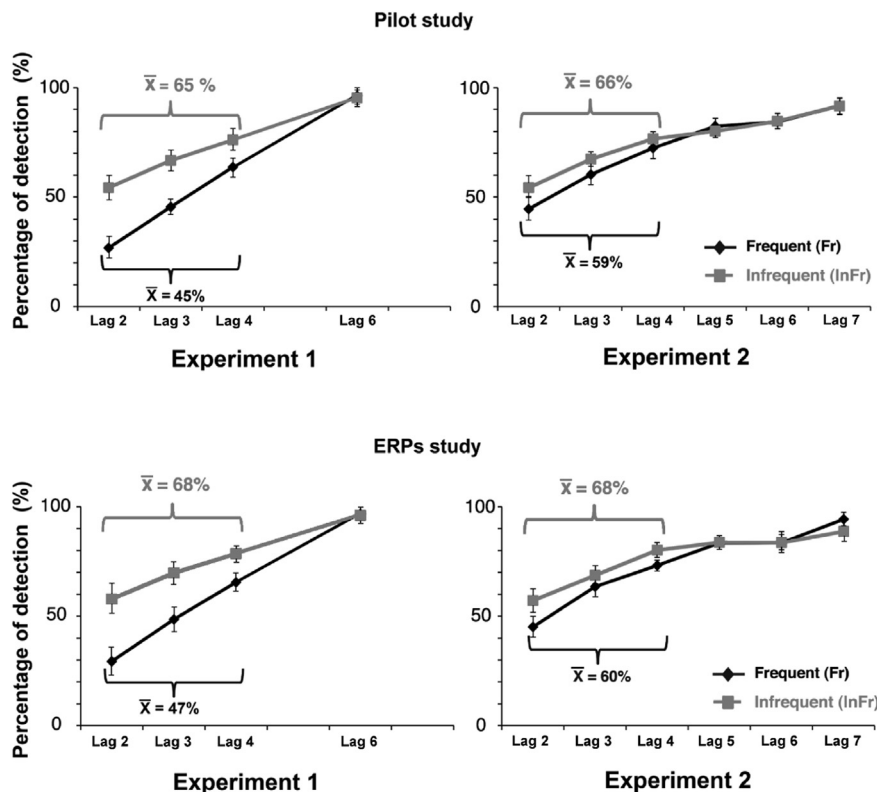 Pilot study
Percentage of detection (%)
100
50
0
X̅ = 65 %
X̅ = 45%
Lag 2 Lag 3 Lag 4 Lag 6
Experiment 1
100
50
0
X̅ = 66%
X̅ = 59%
Frequent (Fr)
Infrequent (InFr)
Lag 2 Lag 3 Lag 4 Lag 5 Lag 6 Lag 7
Experiment 2
ERPs study
Percentage of detection (%)
100
50
0
X̅ = 68%
X̅ = 47%
Lag 2 Lag 3 Lag 4 Lag 6
Experiment 1
100
50
0
X̅ = 68%
X̅ = 60%
Frequent (Fr)
Infrequent (InFr)
Lag 2 Lag 3 Lag 4 Lag 5 Lag 6 Lag 7
Experiment 2